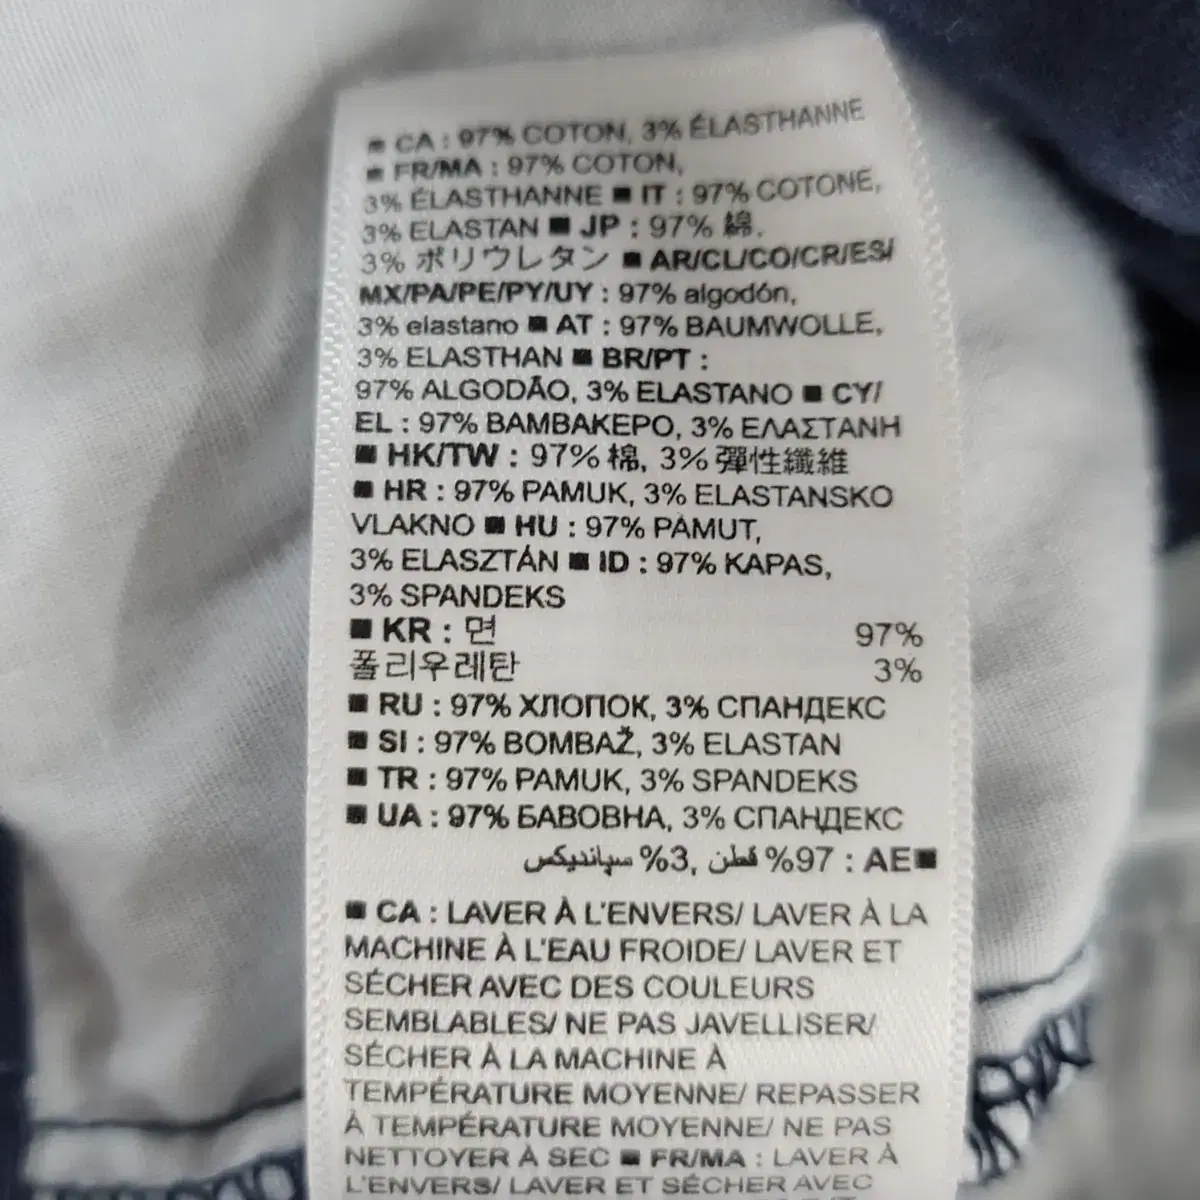 ■ CA : 97% COTON, 3% ÉLASTHANNE
■ FR/MA : 97% COTON,
3% ÉLASTHANNE ■ IT : 97% COTONE,
3% ELASTAN ■ JP : 97% 綿,
3% ポリウレタン ■ AR/CL/CO/CR/ES/
MX/PA/PE/PY/UY : 97% algodón,
3% elastano ■ AT : 97% BAUMWOLLE,
3% ELASTHAN ■ BR/PT :
97% ALGODÃO, 3% ELASTANO ■ CY/
EL : 97% ΒΑΜΒΑΚΕΡΟ, 3% ΕΛΑΣΤΑΝΗ
■ HK/TW : 97% 棉, 3% 彈性纖維
■ HR : 97% PAMUK, 3% ELASTANSKO
VLAKNO ■ HU : 97% PAMUT,
3% ELASZTÁN ■ ID : 97% KAPAS,
3% SPANDEKS
■ KR : 면 97%
폴리우레탄 3%
■ RU : 97% ХЛОПОК, 3% СПАНДЕКС
■ SI : 97% BOMBAŽ, 3% ELASTAN
■ TR : 97% PAMUK, 3% SPANDEKS
■ UA : 97% БАВОВНА, 3% СПАНДЕКС
■AE : 97% قطن, 3% سپانديكس
■ CA : LAVER À L'ENVERS/ LAVER À LA
MACHINE À L'EAU FROIDE/ LAVER ET
SÉCHER AVEC DES COULEURS
SEMBLABLES/ NE PAS JAVELLISER/
SÉCHER À LA MACHINE À
TEMPÉRATURE MOYENNE/ REPASSER
À TEMPÉRATURE MOYENNE/ NE PAS
NETTOYER À SEC ■ FR/MA : LAVER À
L'ENVERS/ LAVER ET SÉCHER AVEC